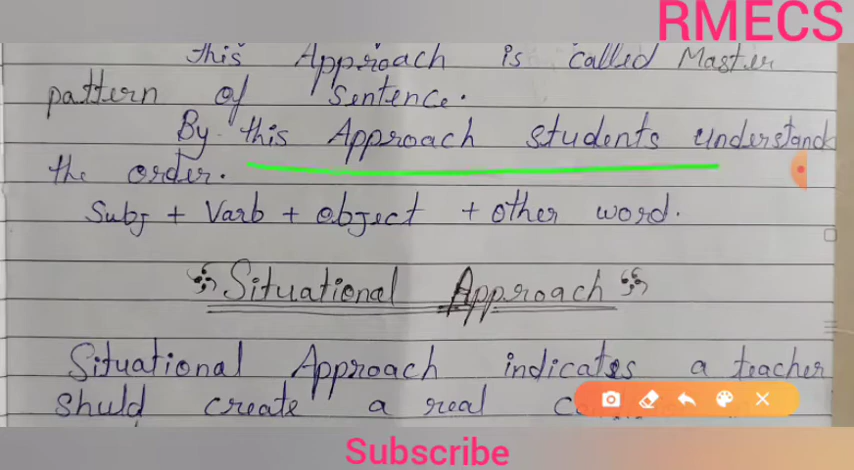 RMECS
This Approach is called Master
pattern of Sentence.
By this Approach students understand
the order.
Subj + Varb + object + other word.
Situational Approach
Situational Approach indicates a teacher
Shuld create a real
Subscribe